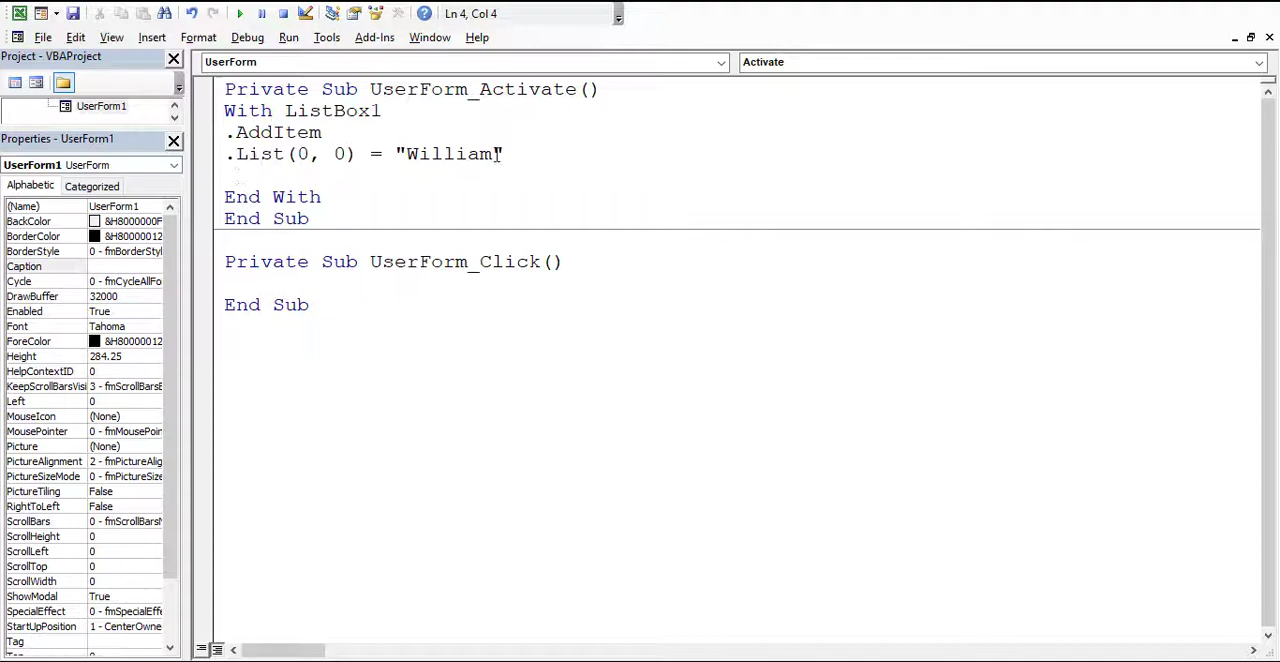 Ln 4, Col 4
File Edit View Insert Format Debug Run Tools Add-Ins Window Help
Project - VBAProject
UserForm1
Properties - UserForm1
UserForm1 UserForm
Alphabetic Categorized
(Name) UserForm1
BackColor &H8000000F
BorderColor &H80000012
BorderStyle 0 - fmBorderStyl
Caption
Cycle 0 - fmCycleAllFo
DrawBuffer 32000
Enabled True
Font Tahoma
ForeColor &H80000012
Height 284.25
HelpContextID 0
KeepScrollBarsVisi 3 - fmScrollBarsB
Left 0
MouseIcon (None)
MousePointer 0 - fmMousePoin
Picture (None)
PictureAlignment 2 - fmPictureAlig
PictureSizeMode 0 - fmPictureSize
PictureTiling False
RightToLeft False
ScrollBars 0 - fmScrollBarsN
ScrollHeight 0
ScrollLeft 0
ScrollTop 0
ScrollWidth 0
ShowModal True
SpecialEffect 0 - fmSpecialEffe
StartUpPosition 1 - CenterOwne
Tag
UserForm Activate
Private Sub UserForm_Activate()
With ListBox1
.AddItem
.List(0, 0) = "William"
End With
End Sub
Private Sub UserForm_Click()
End Sub